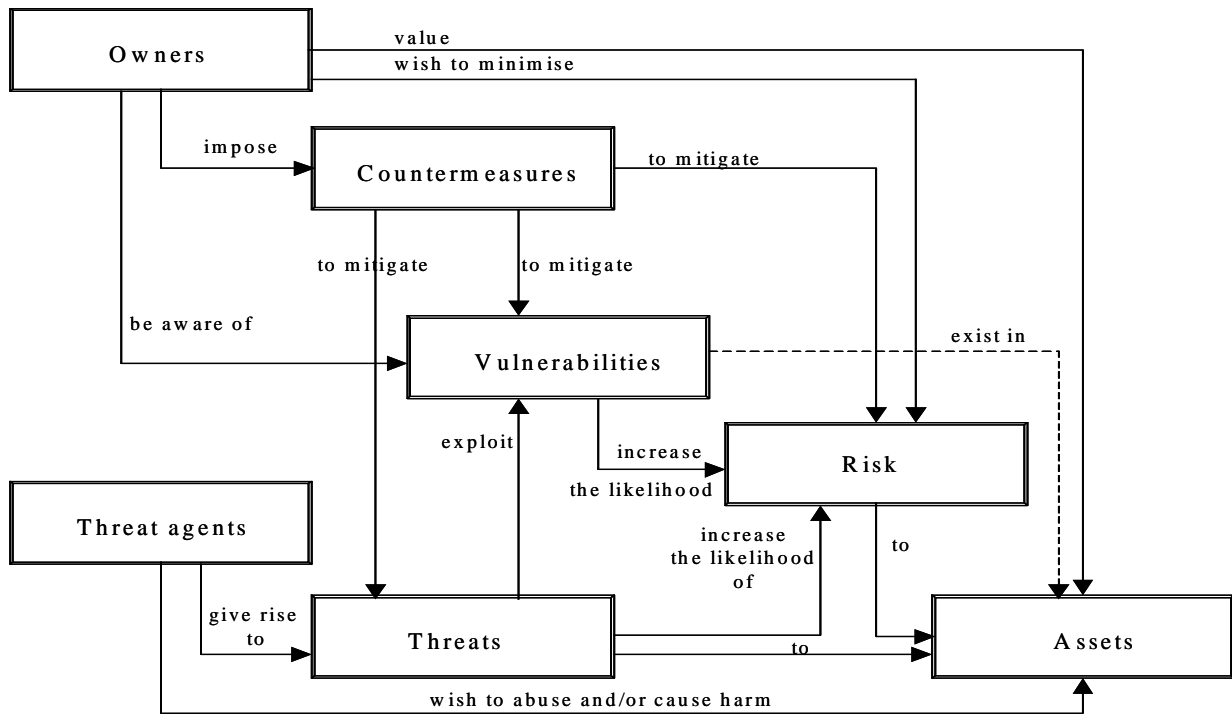 value
Owners
wish to minimise
impose
to mitigate
Countermeasures
to mitigate
to mitigate
be aware of
exist in
Vulnerabilities
exploit
increase
the likelihood
Risk
Threat agents
increase
the likelihood
of
to
give rise
to
Threats
to
Assets
wish to abuse and/or cause harm